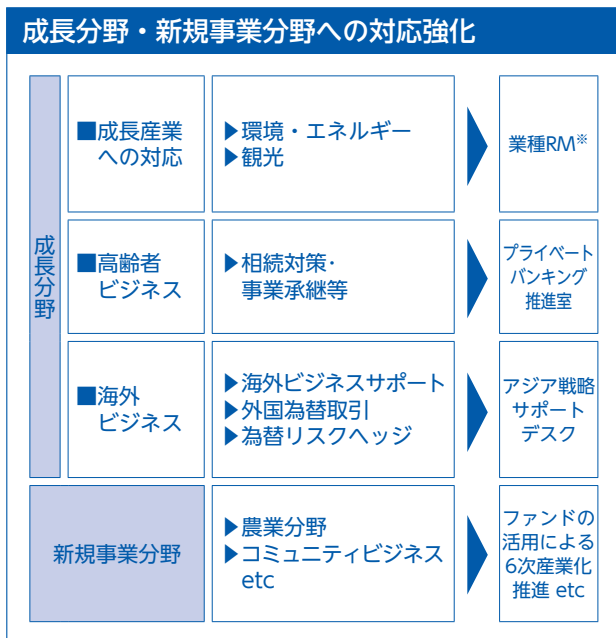 成長分野・新規事業分野への対応強化
成長分野
■成長産業
への対応
▶環境・エネルギー
▶観光
業種RM※
■高齢者
ビジネス
▶相続対策・
事業承継等
プライベート
バンキング
推進室
■海外
ビジネス
▶海外ビジネスサポート
▶外国為替取引
▶為替リスクヘッジ
アジア戦略
サポート
デスク
新規事業分野
▶農業分野
▶コミュニティビジネス
etc
ファンドの
活用による
6次産業化
推進 etc